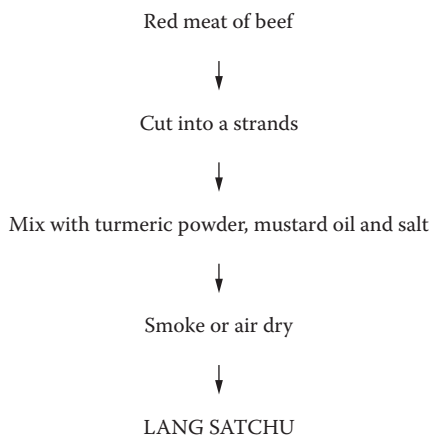 Red meat of beef
Cut into a strands
Mix with turmeric powder, mustard oil and salt
Smoke or air dry
LANG SATCHU